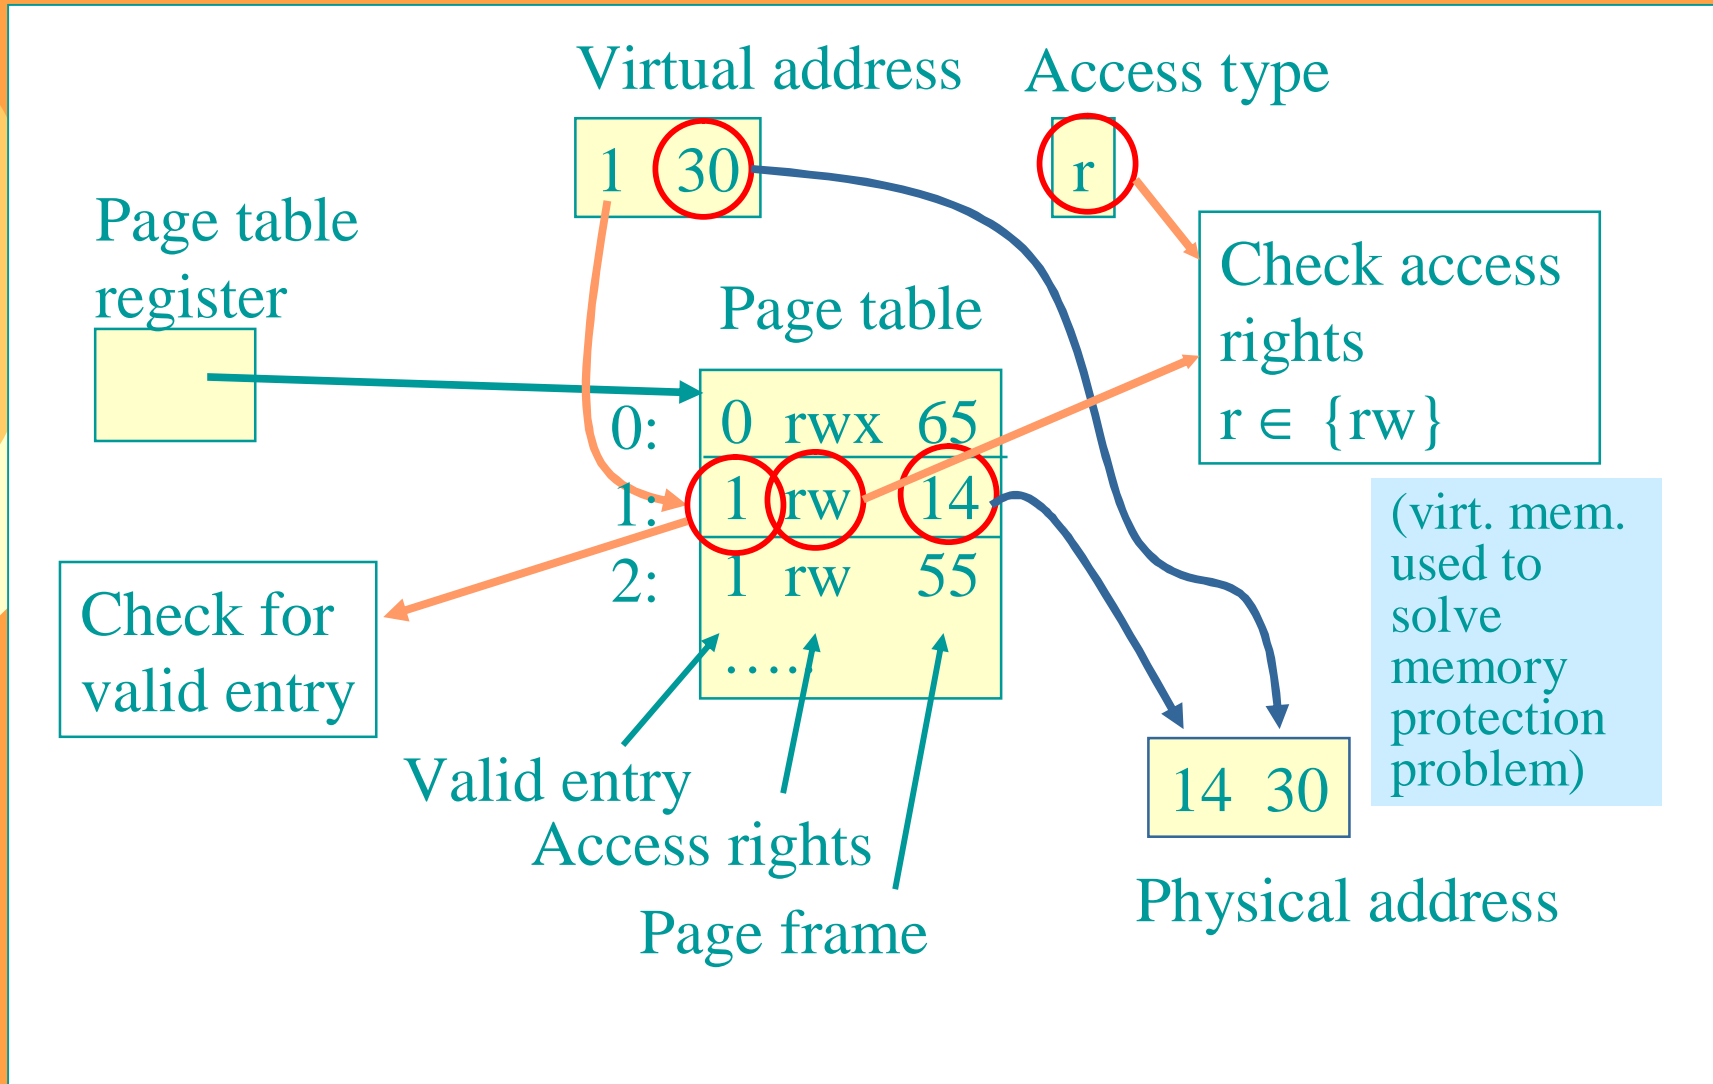 Virtual address
Access type
1 30
r
Page table
register
Check access
rights
r ∈ {rw}
Page table
0: 0 rwx 65
1: 1 rw 14
2: 1 rw 55
.....
(virt. mem.
used to
solve
memory
protection
problem)
Check for
valid entry
Valid entry
Access rights
Page frame
14 30
Physical address